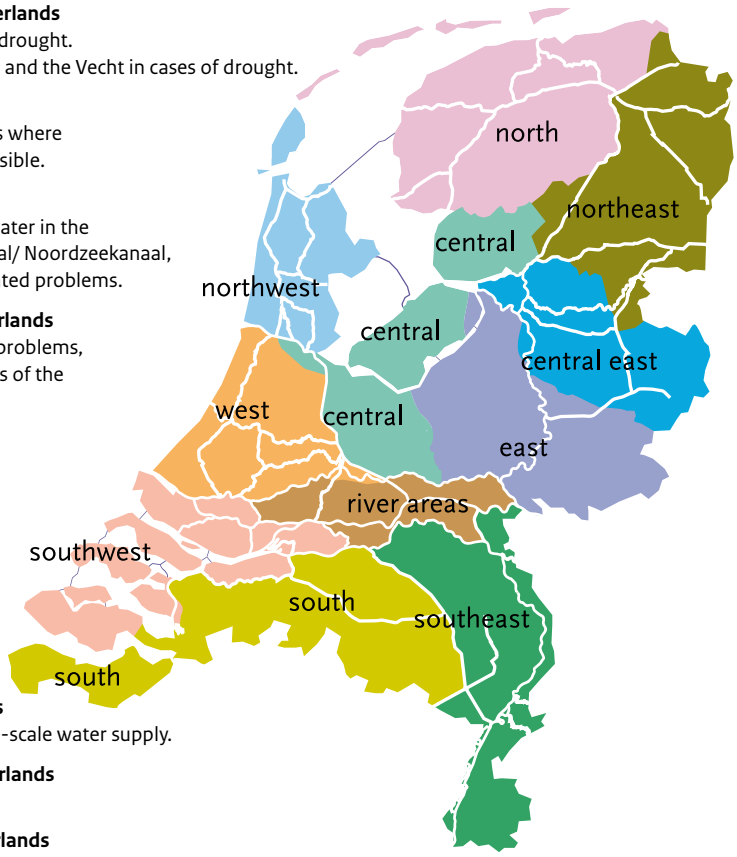 erlands
drought.
and the Vecht in cases of drought.
s where
sible.
ater in the
al/ Noordzeekanaal,
ted problems.
rlands
problems,
s of the
north
northeast
central
northwest
central
central east
west
central
east
river areas
southwest
south
southeast
south
s
-scale water supply.
rlands
rlands